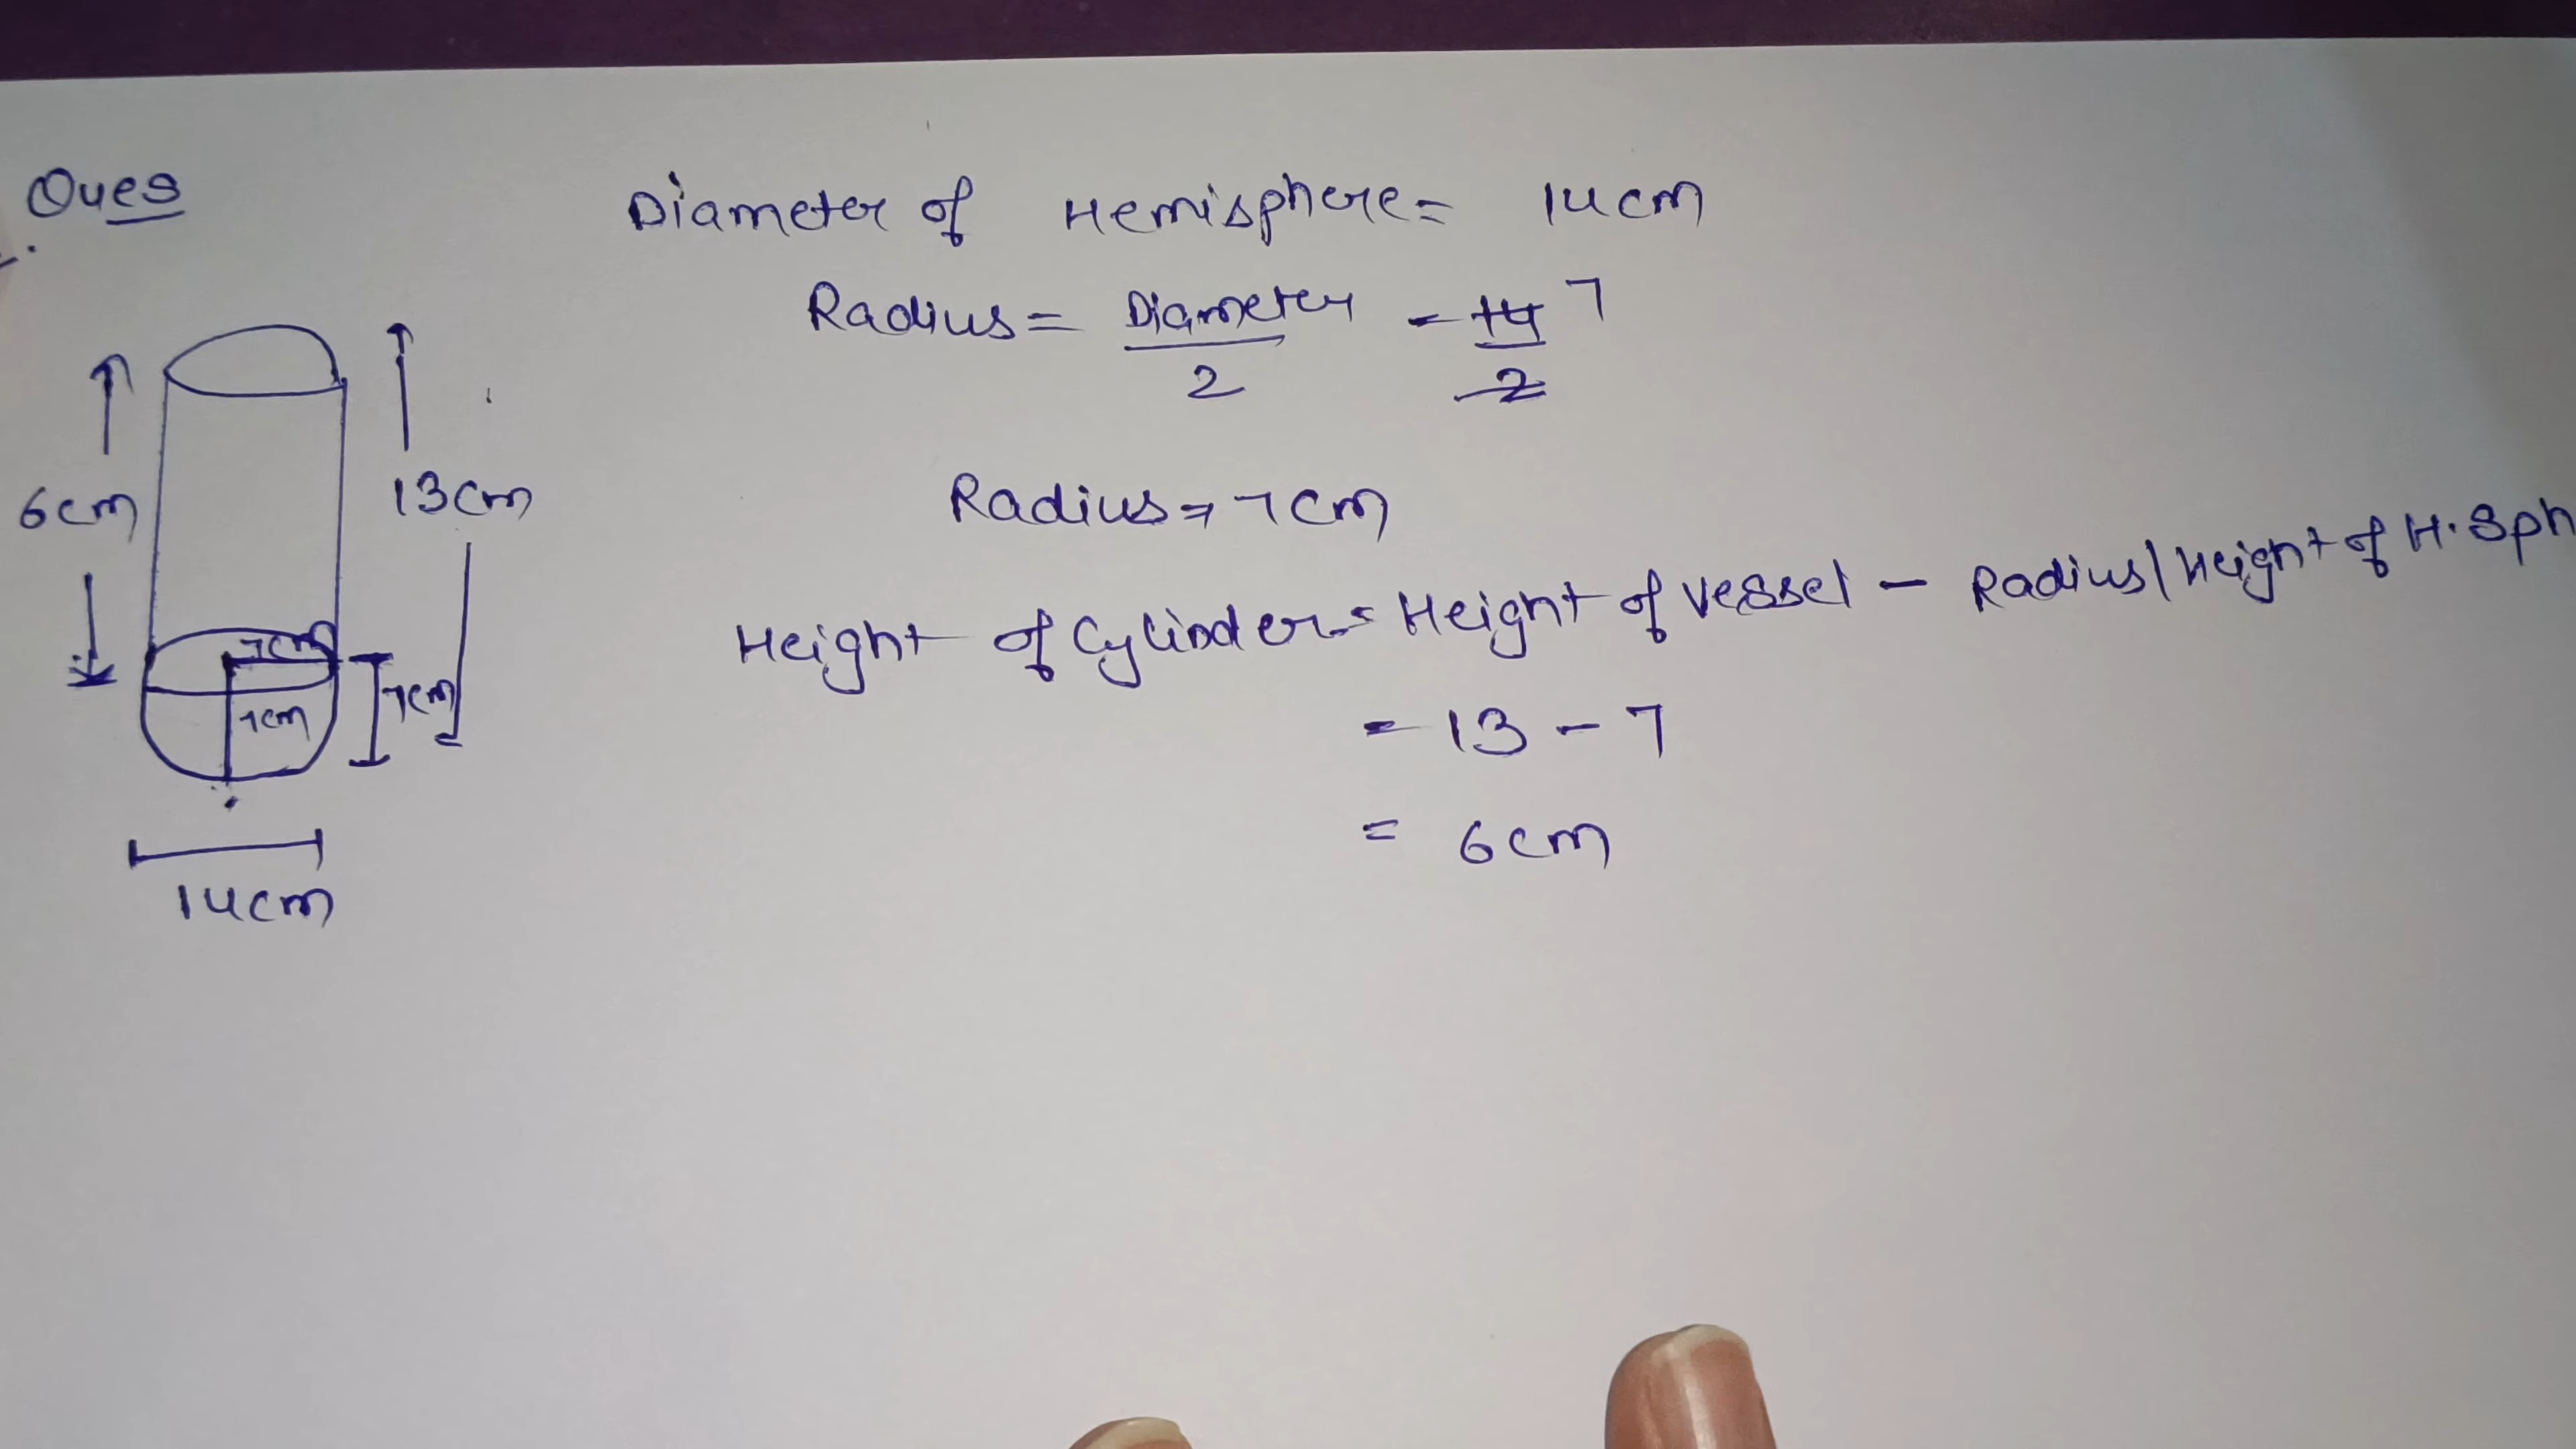 Ques
Diameter of Hemisphere = 14cm
Radius = Diameter/2 = 14/2 7
Radius = 7cm
Height of Cylinder = Height of vessel - Radius/Height of H.Sph
= 13 - 7
= 6cm
6cm
13cm
7cm
7cm
7cm
14cm